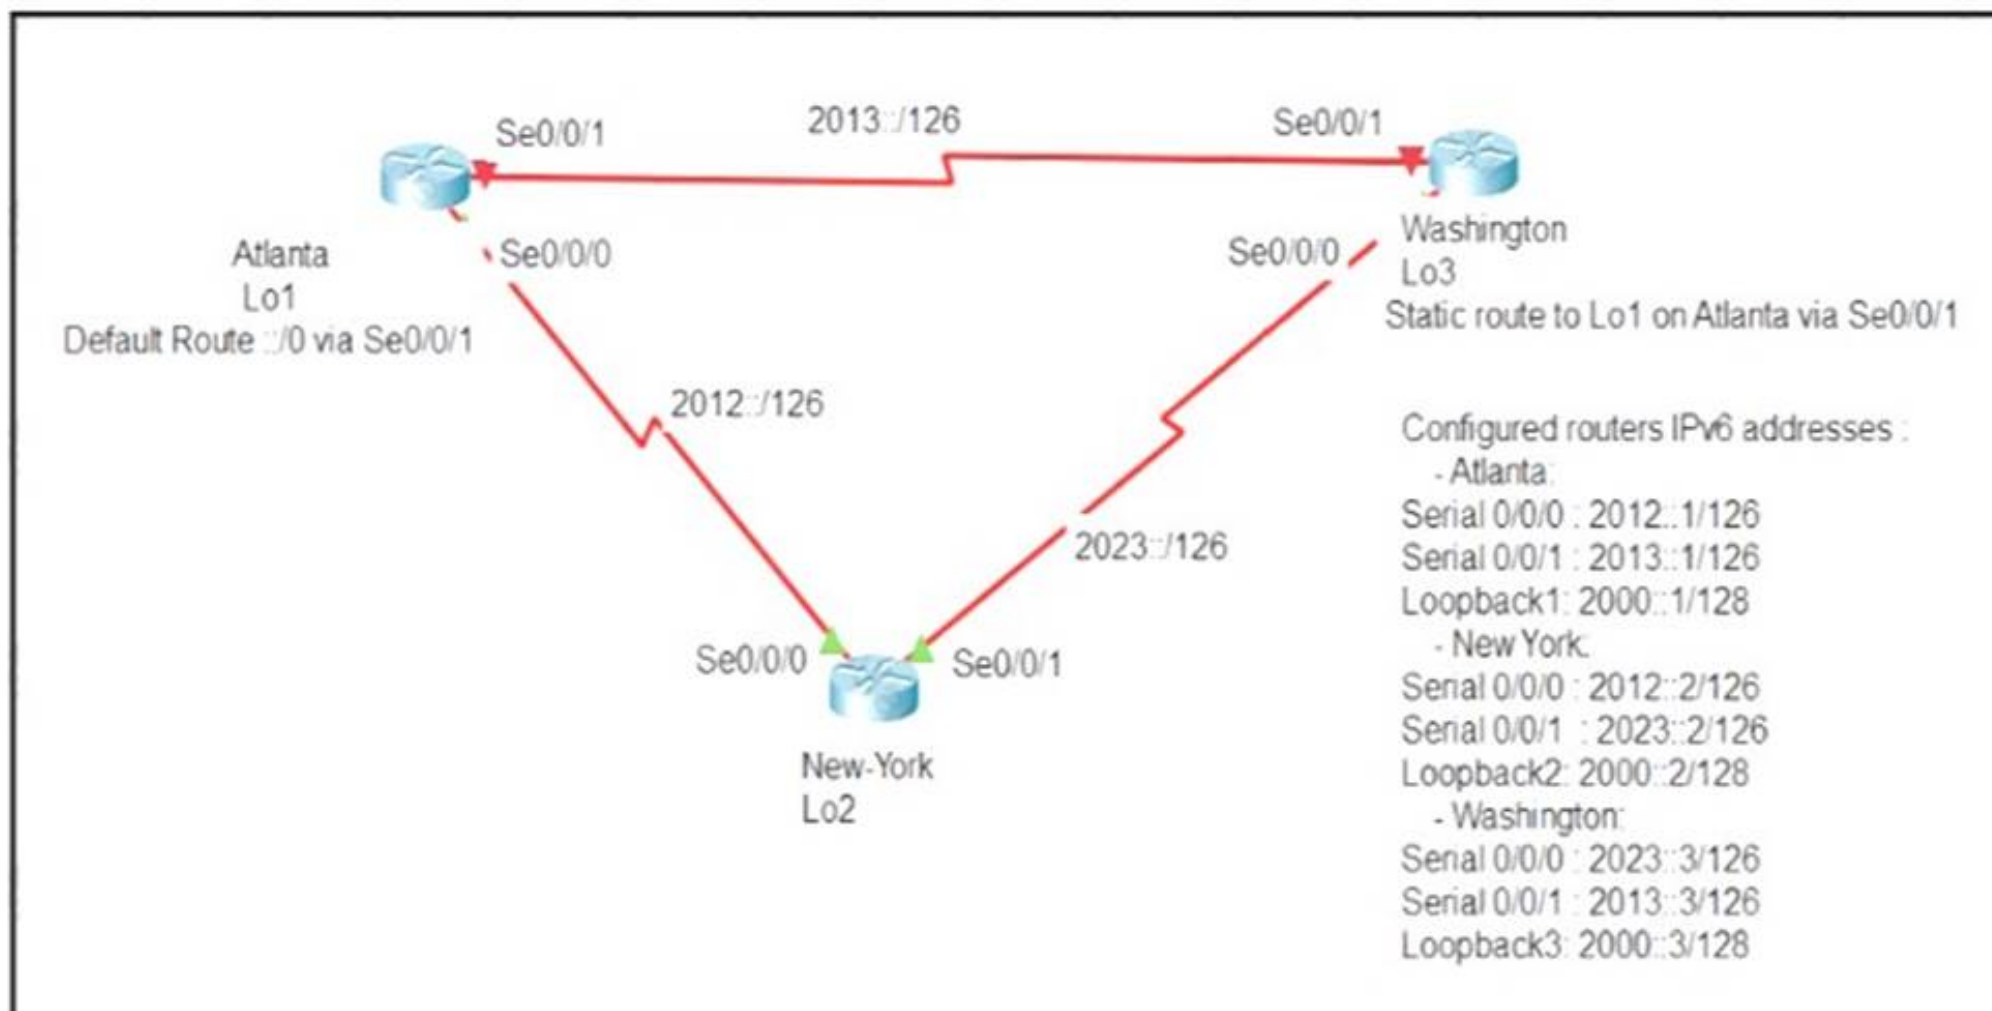 Se0/0/1
2013::/126
Se0/0/1
Atlanta
Lo1
Default Route ::/0 via Se0/0/1
Se0/0/0
Se0/0/0
Washington
Lo3
Static route to Lo1 on Atlanta via Se0/0/1
2012::/126
2023::/126
Se0/0/0
Se0/0/1
New-York
Lo2
Configured routers IPv6 addresses :
- Atlanta:
Serial 0/0/0 : 2012::1/126
Serial 0/0/1 : 2013::1/126
Loopback1: 2000::1/128
- New York:
Serial 0/0/0 : 2012::2/126
Serial 0/0/1 : 2023::2/126
Loopback2: 2000::2/128
- Washington:
Serial 0/0/0 : 2023::3/126
Serial 0/0/1 : 2013::3/126
Loopback3: 2000::3/128